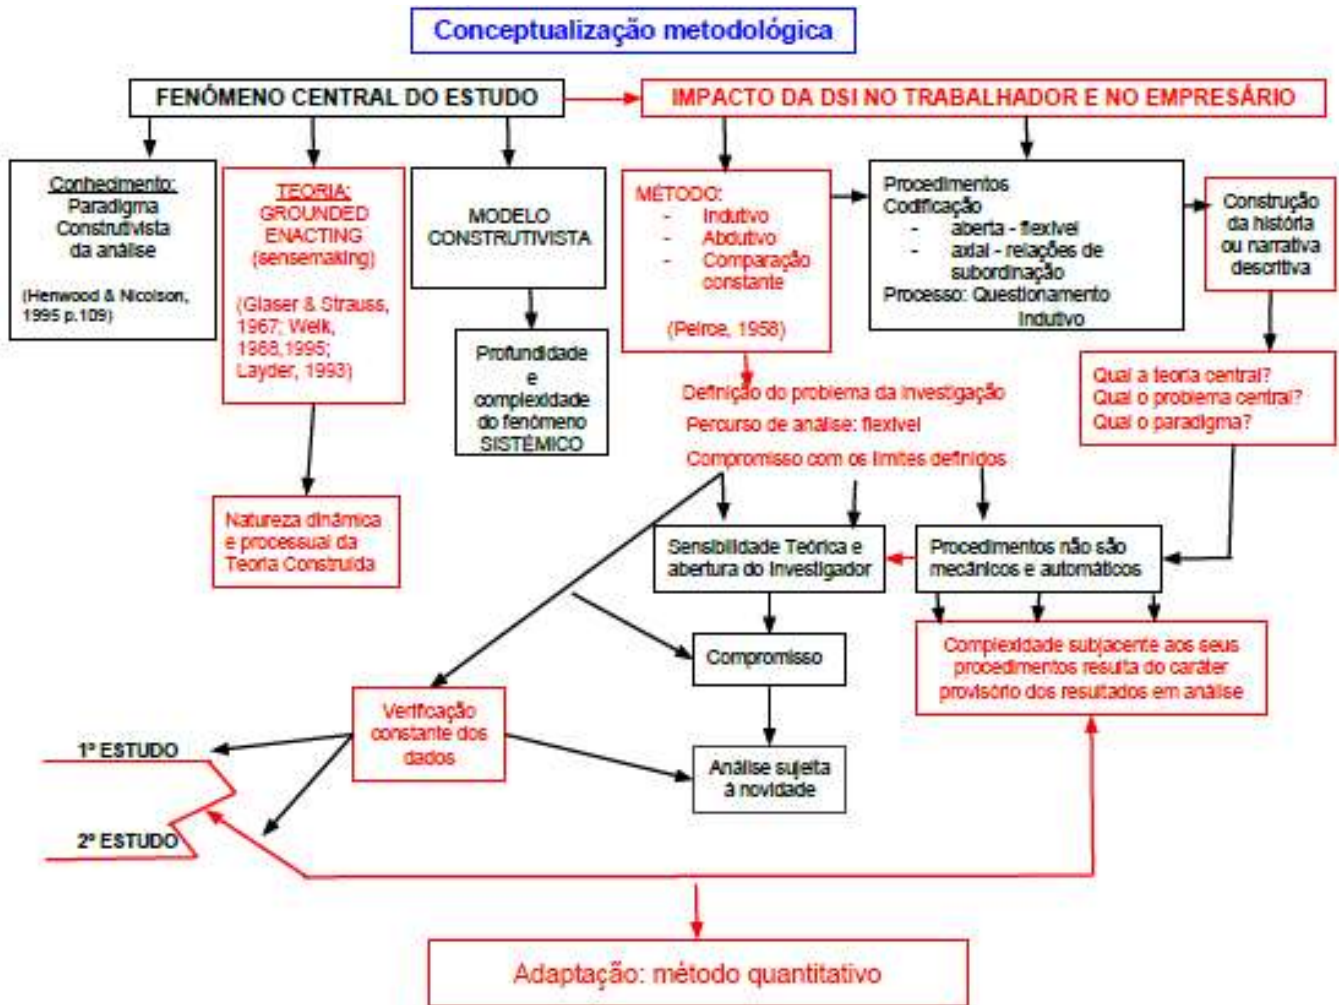 Conceptualização metodológica
FENÓMENO CENTRAL DO ESTUDO
IMPACTO DA DSI NO TRABALHADOR E NO EMPRESÁRIO
Conhecimento:
Paradigma
Construtivista
da análise
(Henwood & Nicolson,
1995 p.109)
TEORIA:
GROUNDED
ENACTING
(sensemaking)
(Glaser & Strauss,
1967; Weik,
1988,1995;
Layder, 1993)
MODELO
CONSTRUTIVISTA
MÉTODO:
- Indutivo
- Abdutivo
- Comparação
constante
(Peirce, 1958)
Procedimentos
Codificação
- aberta - flexível
- axial - relações de
subordinação
Processo: Questionamento
Indutivo
Construção
da história
ou narrativa
descritiva
Profundidade
e
complexidade
do fenómeno
SISTÉMICO
Definição do problema da investigação
Percurso de análise: flexível
Compromisso com os limites definidos
Qual a teoria central?
Qual o problema central?
Qual o paradigma?
Natureza dinâmica
e processual da
Teoria Construída
Sensibilidade Teórica e
abertura do investigador
Procedimentos não são
mecânicos e automáticos
Compromisso
Complexidade subjacente aos seus
procedimentos resulta do caráter
provisório dos resultados em análise
Verificação
constante dos
dados
Análise sujeita
à novidade
1º ESTUDO
2º ESTUDO
Adaptação: método quantitativo